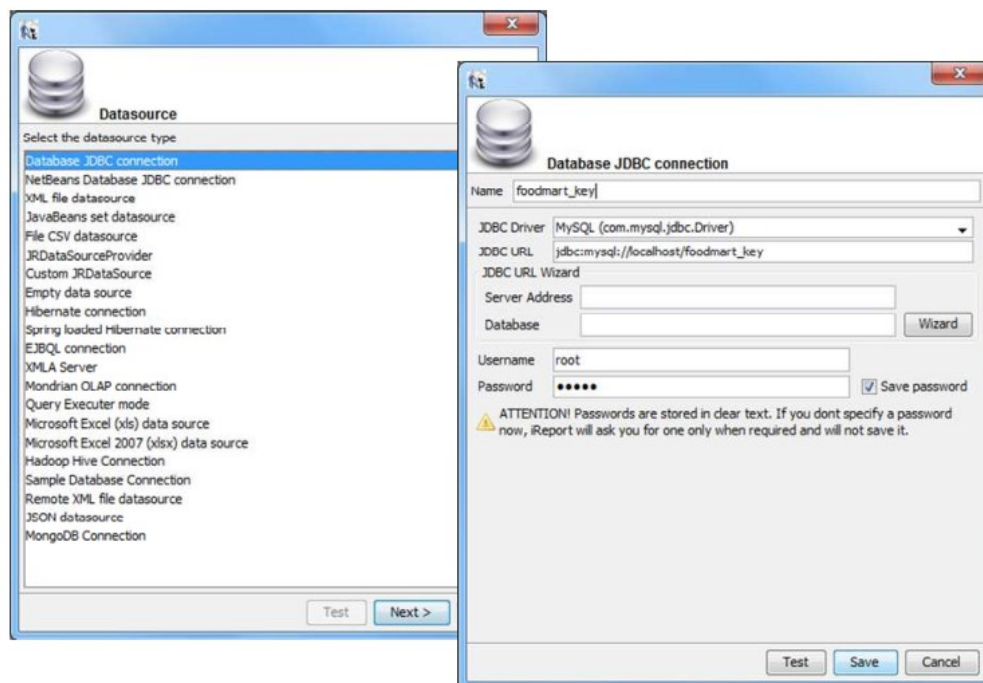 Datasource
Select the datasource type
Database JDBC connection
NetBeans Database JDBC connection
XML file datasource
JavaBeans set datasource
File CSV datasource
JRDataSourceProvider
Custom JRDataSource
Empty data source
Hibernate connection
Spring loaded Hibernate connection
EJBQL connection
XMLA Server
Mondrian OLAP connection
Query Executer mode
Microsoft Excel (xls) data source
Microsoft Excel 2007 (xlsx) data source
Hadoop Hive Connection
Sample Database Connection
Remote XML file datasource
JSON datasource
MongoDB Connection
Test Next >
Database JDBC connection
Name foodmart_key
JDBC Driver MySQL (com.mysql.jdbc.Driver)
JDBC URL jdbc:mysql://localhost/foodmart_key
JDBC URL Wizard
Server Address
Database Wizard
Username root
Password ●●●●● Save password
ATTENTION! Passwords are stored in clear text. If you dont specify a password
now, iReport will ask you for one only when required and will not save it.
Test Save Cancel